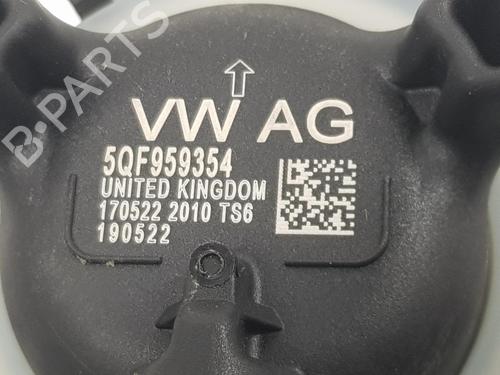 VW AG
5QF959354
UNITED KINGDOM
170522 2010 TS6
190522
B-PARTS